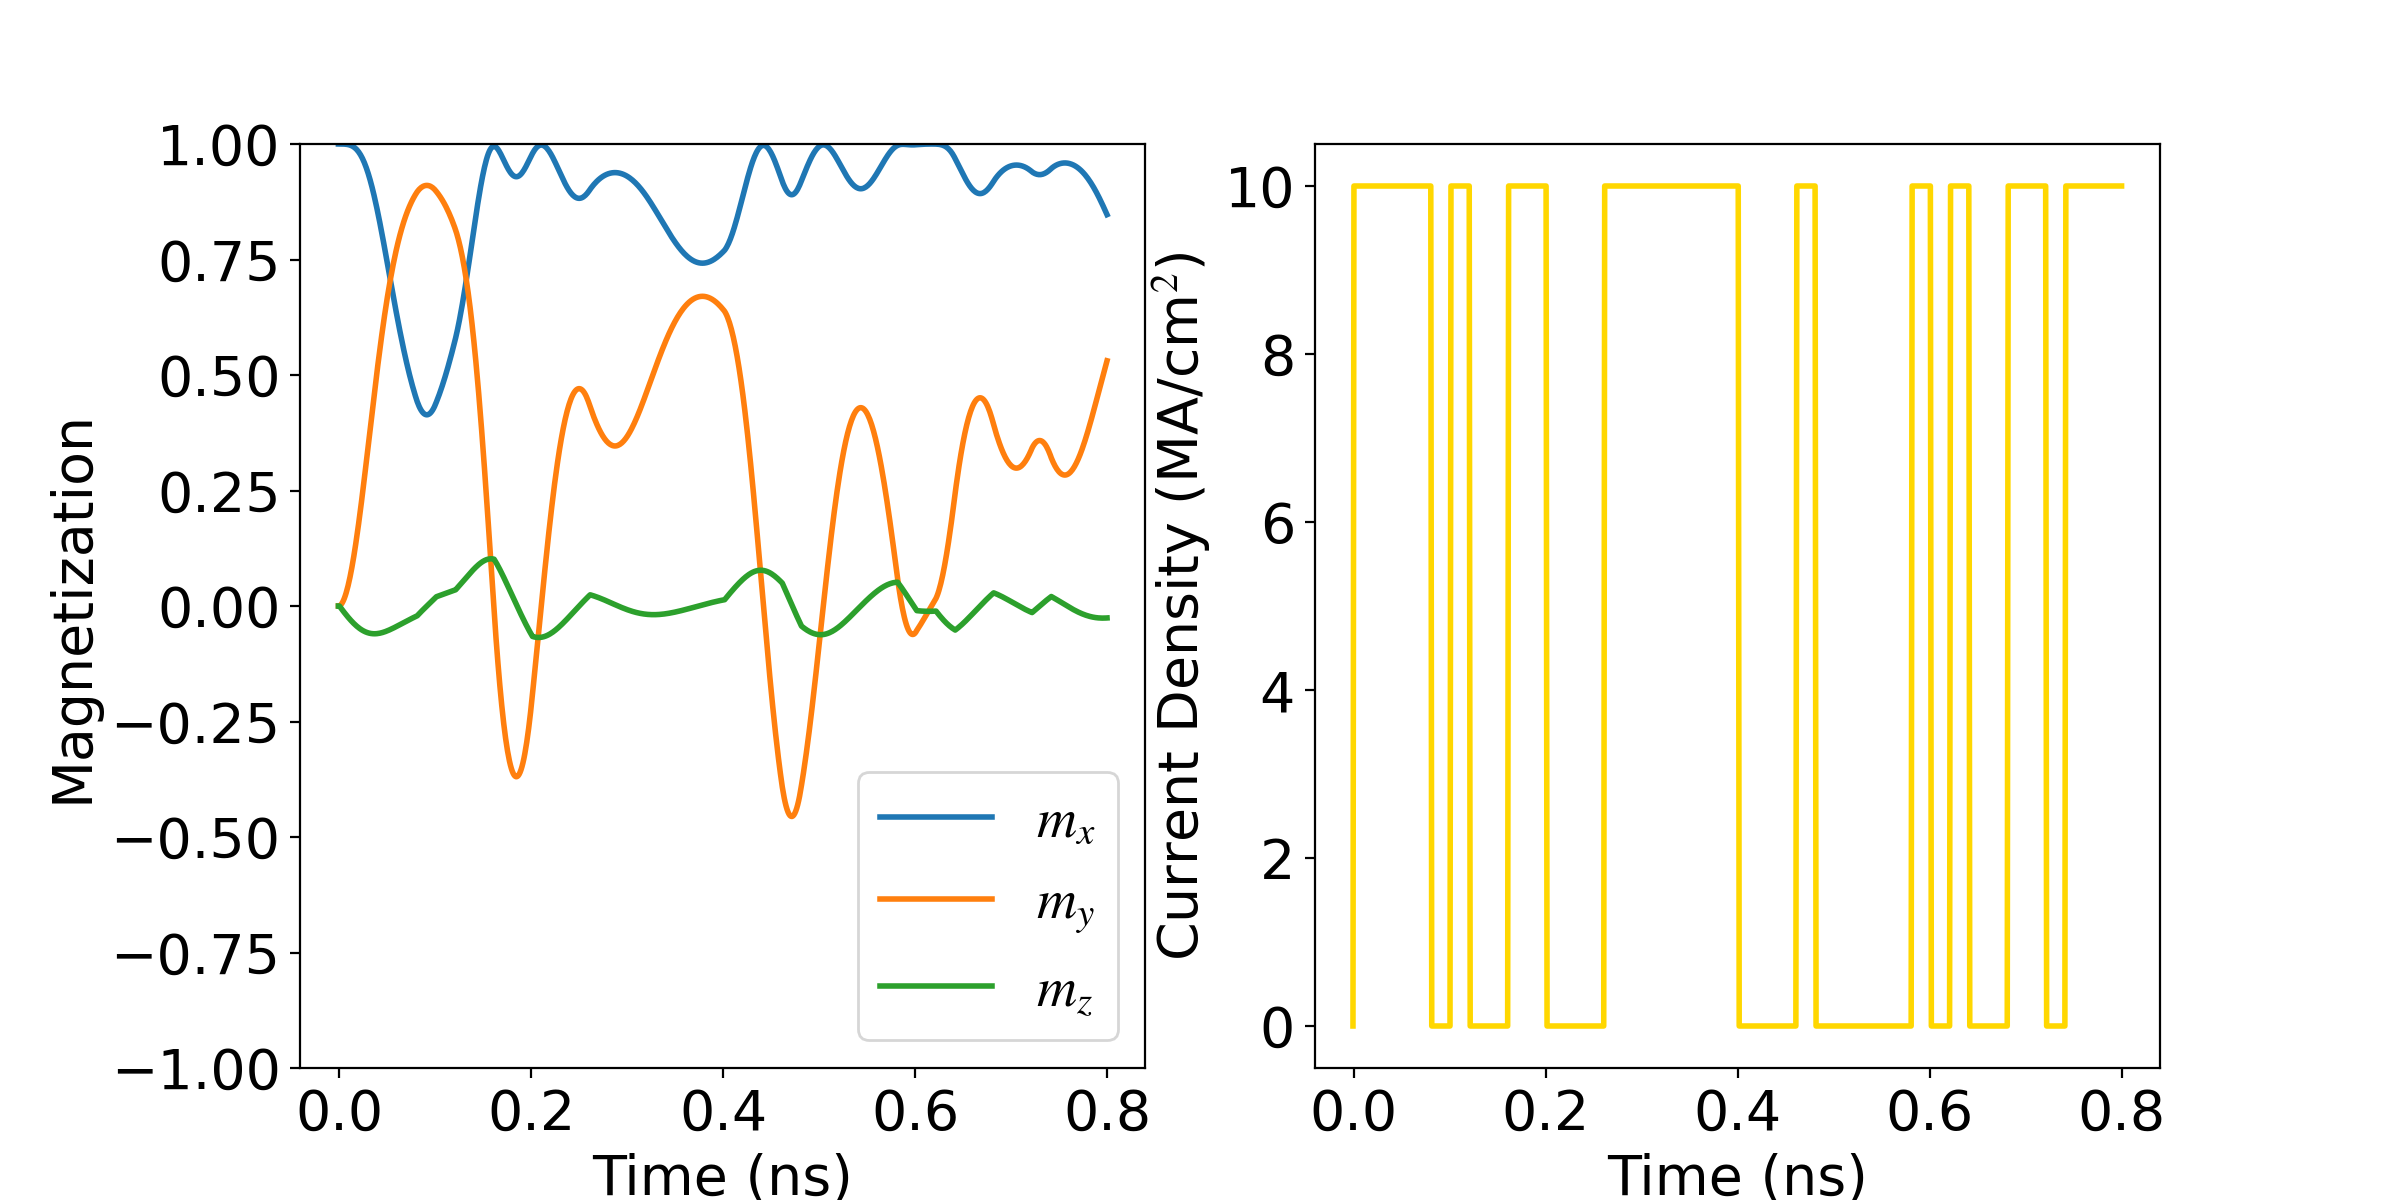 1.00
0.75
0.50
0.25
0.00
−0.25
−0.50
−0.75
−1.00
Magnetization
0.0 0.2 0.4 0.6 0.8
Time (ns)
m_x
m_y
m_z
10
8
6
4
2
0
Current Density (MA/cm²)
0.0 0.2 0.4 0.6 0.8
Time (ns)